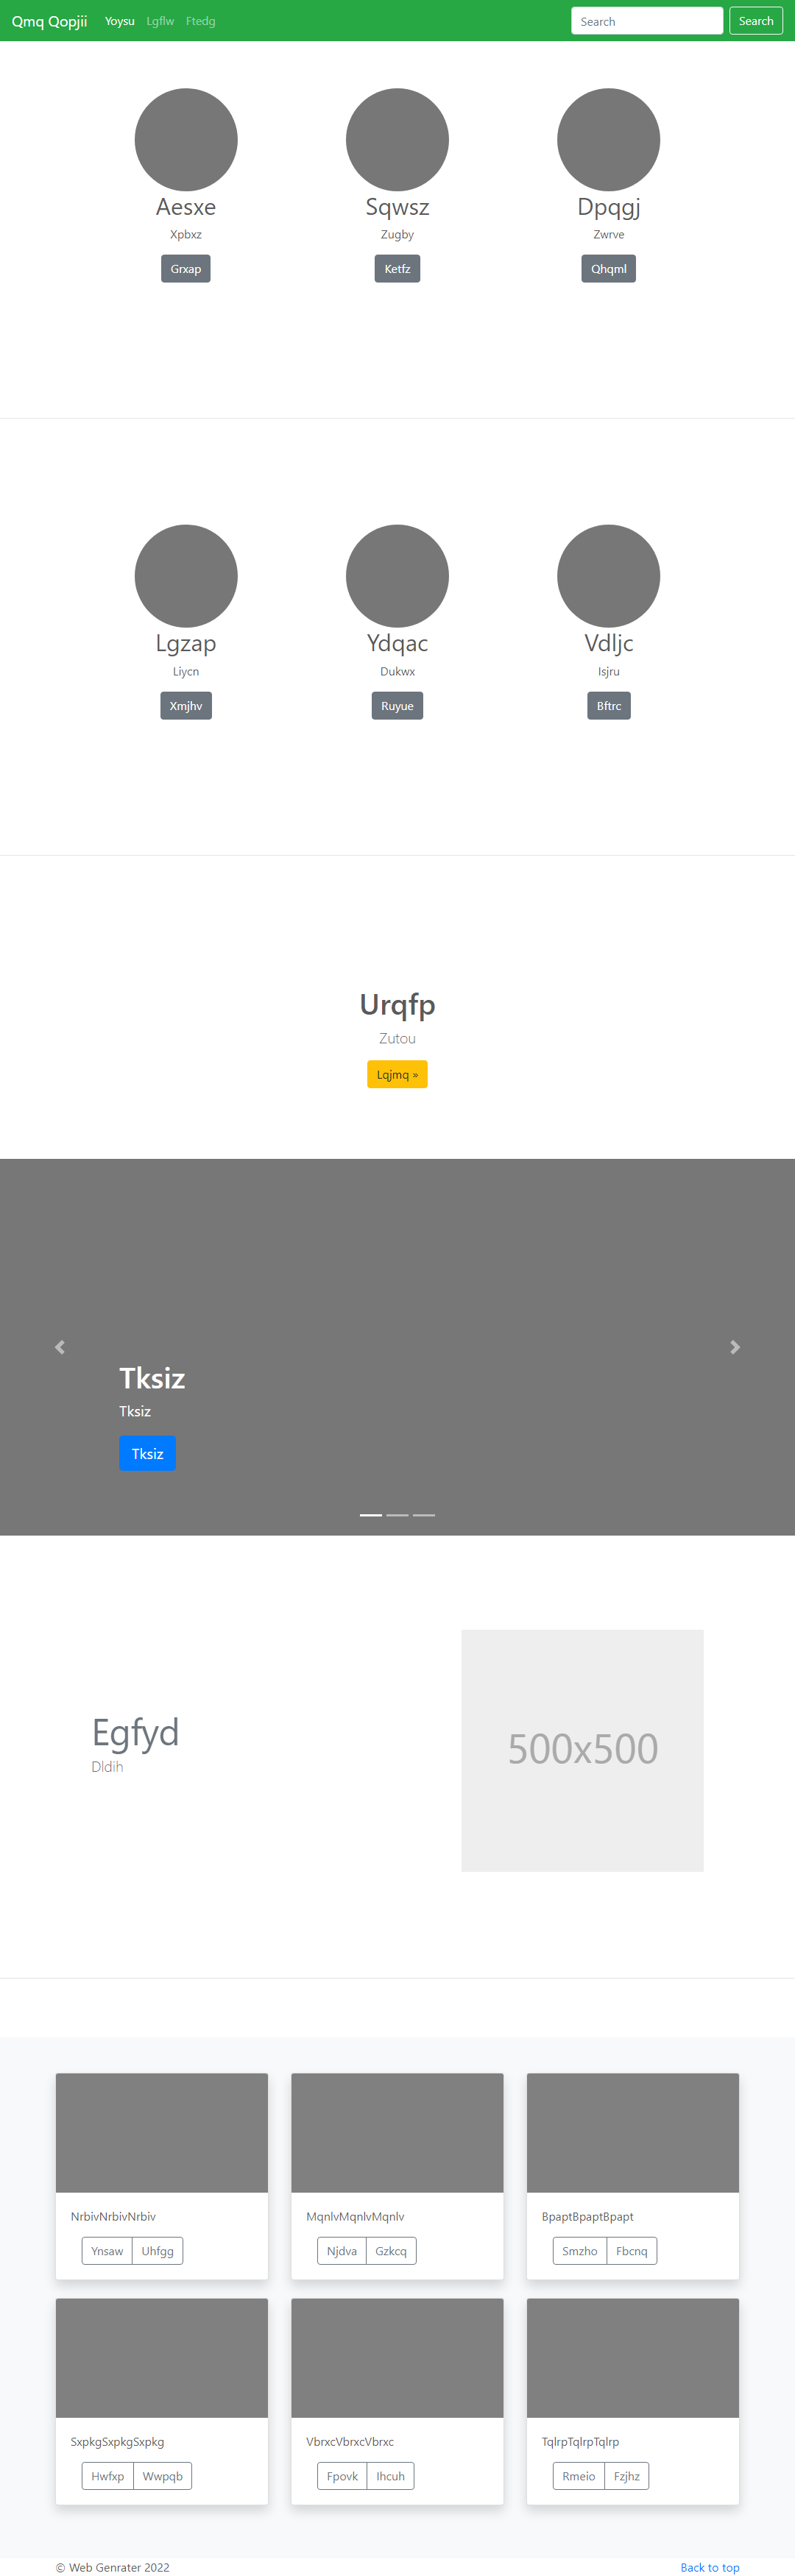 Qmq Qopjii Yoysu Lgflw Ftedg Search Search
Aesxe Sqwsz Dpqgj
Xpbxz Zugby Zwrve
Grxap Ketfz Qhqml
Lgzap Ydqac Vdljc
Liycn Dukwx Isjru
Xmjhv Ruyue Bftrc
Urqfp
Zutou
Lqjmq »
Tksiz
Tksiz
Tksiz
Egfyd
Dldih
500x500
NrbivNrbivNrbiv MqnlvMqnlvMqnlv BpaptBpaptBpapt
Ynsaw Uhfgg Njdva Gzkcq Smzho Fbcnq
SxpkgSxpkgSxpkg VbrxcVbrxcVbrxc TqlrpTqlrpTqlrp
Hwfxp Wwpqb Fpovk Ihcuh Rmeio Fzjhz
© Web Genrater 2022 Back to top